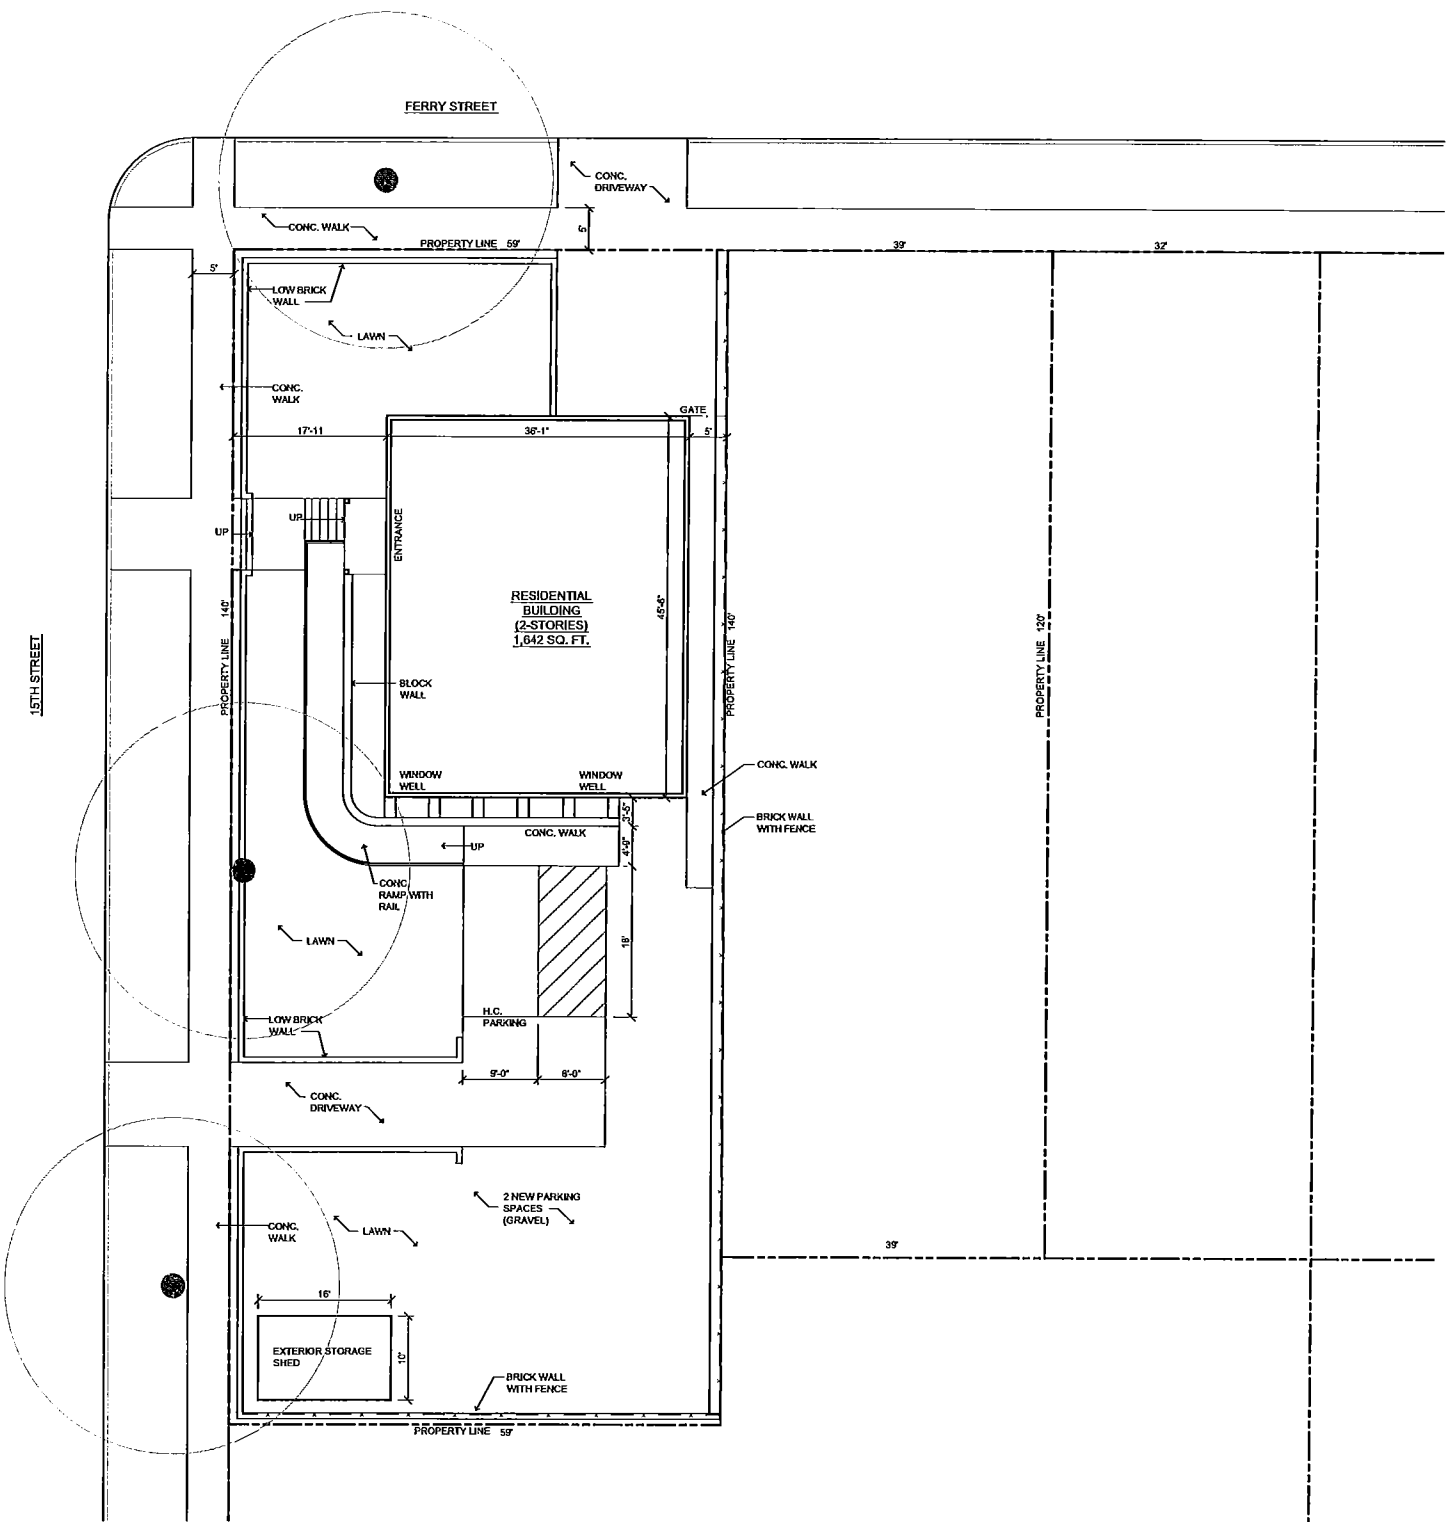 FERRY STREET
CONC.
DRIVEWAY
CONC. WALK
5'
PROPERTY LINE 59'
39'
32'
5'
LOW BRICK
WALL
LAWN
CONC.
WALK
GATE
17'-11
36'-1"
5'
UP
UP
ENTRANCE
RESIDENTIAL
BUILDING
(2-STORIES)
1,642 SQ. FT.
45'-6"
PROPERTY LINE 140'
PROPERTY LINE 140'
PROPERTY LINE 120'
15TH STREET
BLOCK
WALL
WINDOW
WELL
WINDOW
WELL
CONC. WALK
BRICK WALL
WITH FENCE
3'-5"
CONC. WALK
UP
4'-9"
CONC.
RAMP WITH
RAIL
LAWN
18'
H.C.
PARKING
LOW BRICK
WALL
9'-0"
8'-0"
CONC.
DRIVEWAY
2 NEW PARKING
SPACES
(GRAVEL)
CONC.
WALK
LAWN
39'
16'
EXTERIOR STORAGE
SHED
10'
BRICK WALL
WITH FENCE
PROPERTY LINE 59'